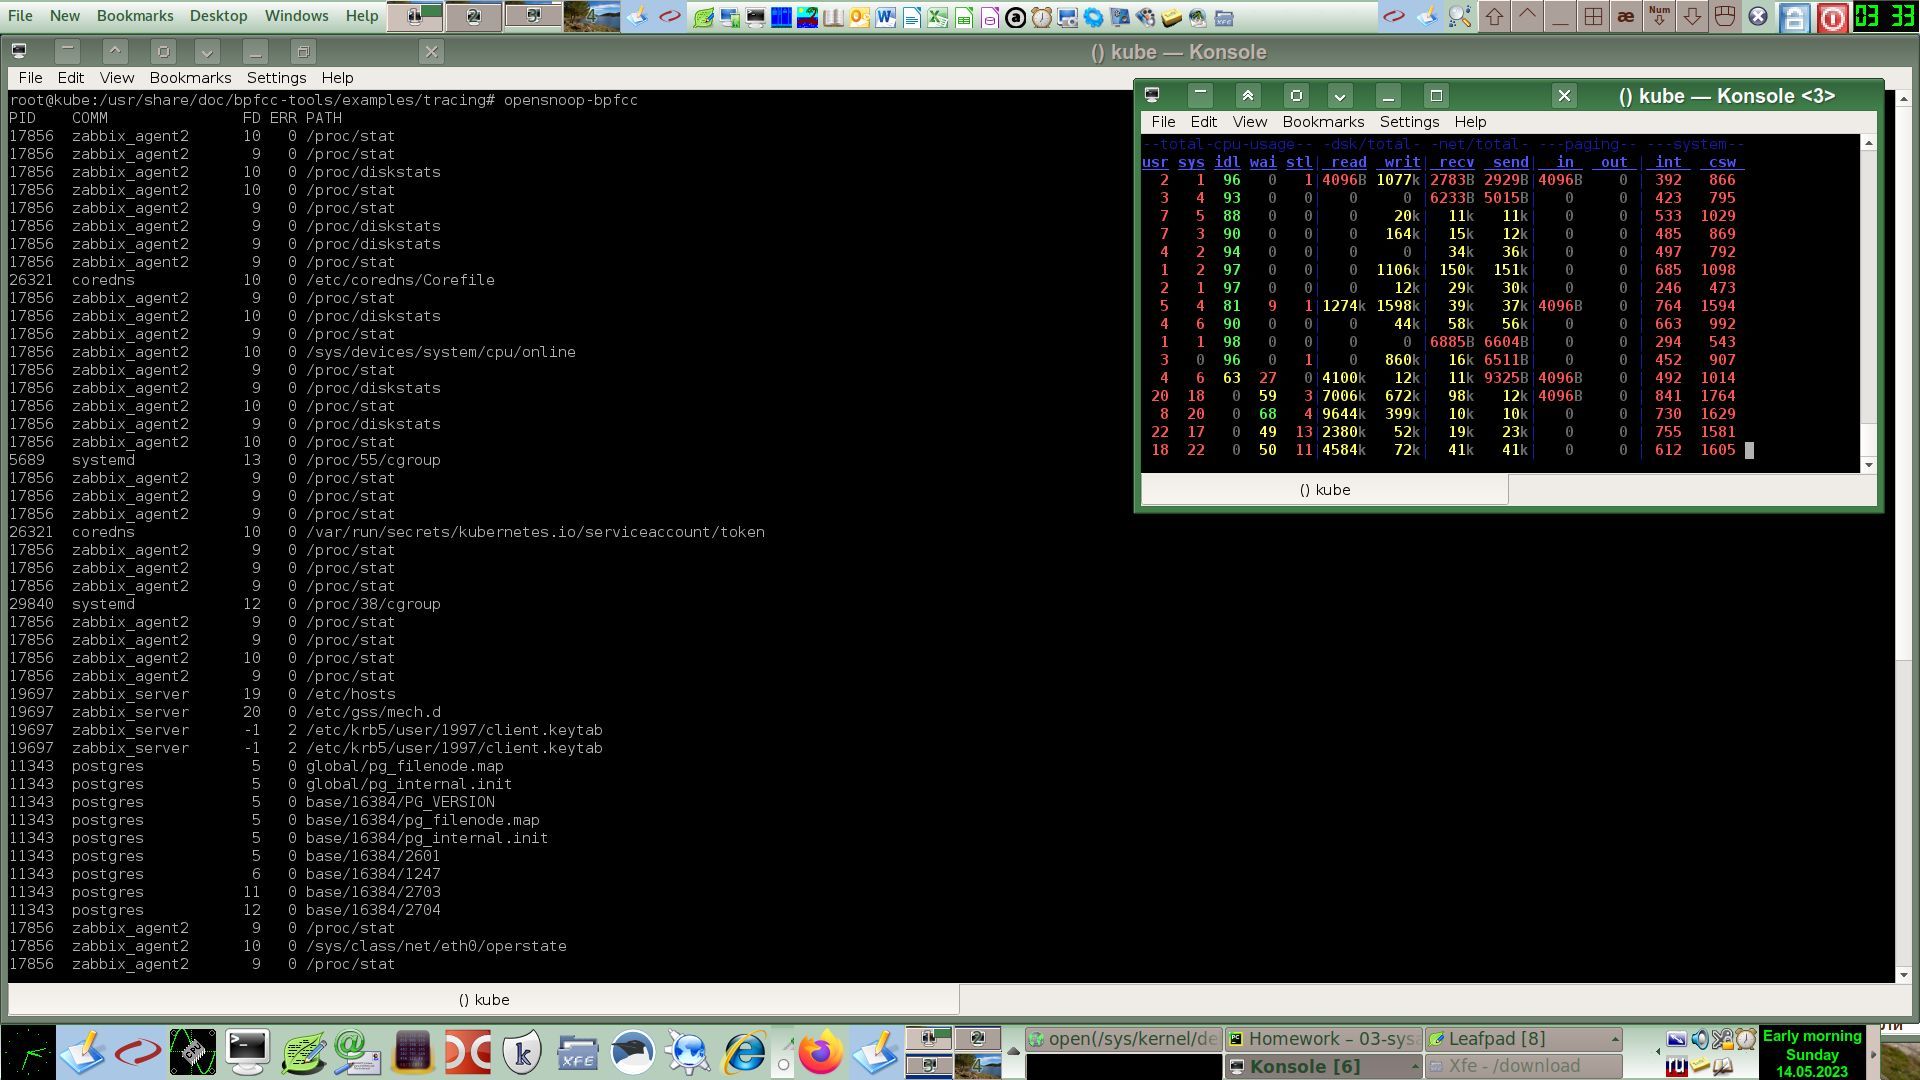 File New Bookmarks Desktop Windows Help 1 2 3 4 æ Num 03 33
() kube — Konsole
File Edit View Bookmarks Settings Help
root@kube:/usr/share/doc/bpfcc-tools/examples/tracing# opensnoop-bpfcc
PID COMM FD ERR PATH
17856 zabbix_agent2 10 0 /proc/stat
17856 zabbix_agent2 9 0 /proc/stat
17856 zabbix_agent2 10 0 /proc/diskstats
17856 zabbix_agent2 10 0 /proc/stat
17856 zabbix_agent2 9 0 /proc/stat
17856 zabbix_agent2 9 0 /proc/diskstats
17856 zabbix_agent2 9 0 /proc/diskstats
17856 zabbix_agent2 10 0 /proc/stat
26321 coredns 10 0 /etc/coredns/Corefile
17856 zabbix_agent2 9 0 /proc/stat
17856 zabbix_agent2 10 0 /proc/diskstats
17856 zabbix_agent2 9 0 /proc/stat
17856 zabbix_agent2 10 0 /sys/devices/system/cpu/online
17856 zabbix_agent2 9 0 /proc/stat
17856 zabbix_agent2 9 0 /proc/diskstats
17856 zabbix_agent2 10 0 /proc/stat
17856 zabbix_agent2 9 0 /proc/diskstats
17856 zabbix_agent2 10 0 /proc/stat
5689 systemd 13 0 /proc/55/cgroup
17856 zabbix_agent2 9 0 /proc/stat
17856 zabbix_agent2 9 0 /proc/stat
17856 zabbix_agent2 9 0 /proc/stat
26321 coredns 10 0 /var/run/secrets/kubernetes.io/serviceaccount/token
17856 zabbix_agent2 9 0 /proc/stat
17856 zabbix_agent2 9 0 /proc/stat
17856 zabbix_agent2 9 0 /proc/stat
29840 systemd 12 0 /proc/38/cgroup
17856 zabbix_agent2 9 0 /proc/stat
17856 zabbix_agent2 9 0 /proc/stat
17856 zabbix_agent2 10 0 /proc/stat
17856 zabbix_agent2 9 0 /proc/stat
19697 zabbix_server 19 0 /etc/hosts
19697 zabbix_server 20 0 /etc/gss/mech.d
19697 zabbix_server -1 2 /etc/krb5/user/1997/client.keytab
19697 zabbix_server -1 2 /etc/krb5/user/1997/client.keytab
11343 postgres 5 0 global/pg_filenode.map
11343 postgres 5 0 global/pg_internal.init
11343 postgres 5 0 base/16384/PG_VERSION
11343 postgres 5 0 base/16384/pg_filenode.map
11343 postgres 5 0 base/16384/pg_internal.init
11343 postgres 5 0 base/16384/2601
11343 postgres 6 0 base/16384/1247
11343 postgres 11 0 base/16384/2703
11343 postgres 12 0 base/16384/2704
17856 zabbix_agent2 9 0 /proc/stat
17856 zabbix_agent2 10 0 /sys/class/net/eth0/operstate
17856 zabbix_agent2 9 0 /proc/stat
() kube
() kube — Konsole <3>
File Edit View Bookmarks Settings Help
--total-cpu-usage-- -dsk/total- -net/total- ---paging-- ---system--
usr sys idl wai stl| read writ| recv send| in out | int csw
2 1 96 0 1|4096B 1077k|2783B 2929B|4096B 0 | 392 866
3 4 93 0 0| 0 0 |6233B 5015B| 0 0 | 423 795
7 5 88 0 0| 0 20k| 11k 11k| 0 0 | 533 1029
7 3 90 0 0| 0 164k| 15k 12k| 0 0 | 485 869
4 2 94 0 0| 0 0 | 34k 36k| 0 0 | 497 792
1 2 97 0 0| 0 1106k| 150k 151k| 0 0 | 685 1098
2 1 97 0 0| 0 12k| 29k 30k| 0 0 | 246 473
5 4 81 9 1|1274k 1598k| 39k 37k|4096B 0 | 764 1594
4 6 90 0 0| 0 44k| 58k 56k| 0 0 | 663 992
1 1 98 0 0| 0 0 |6885B 6604B| 0 0 | 294 543
3 0 96 0 1| 0 860k| 16k 6511B| 0 0 | 452 907
4 6 63 27 0|4100k 12k| 11k 9325B|4096B 0 | 492 1014
20 18 0 59 3|7006k 672k| 98k 12k|4096B 0 | 841 1764
8 20 0 68 4|9644k 399k| 10k 10k| 0 0 | 730 1629
22 17 0 49 13|2380k 52k| 19k 23k| 0 0 | 755 1581
18 22 0 50 11|4584k 72k| 41k 41k| 0 0 | 612 1605
() kube
1 2 3 4
open(/sys/kernel/de Homework – 03-sys Leafpad [8]
Konsole [6] Xfe - /download
ru
Early morning
Sunday
14.05.2023